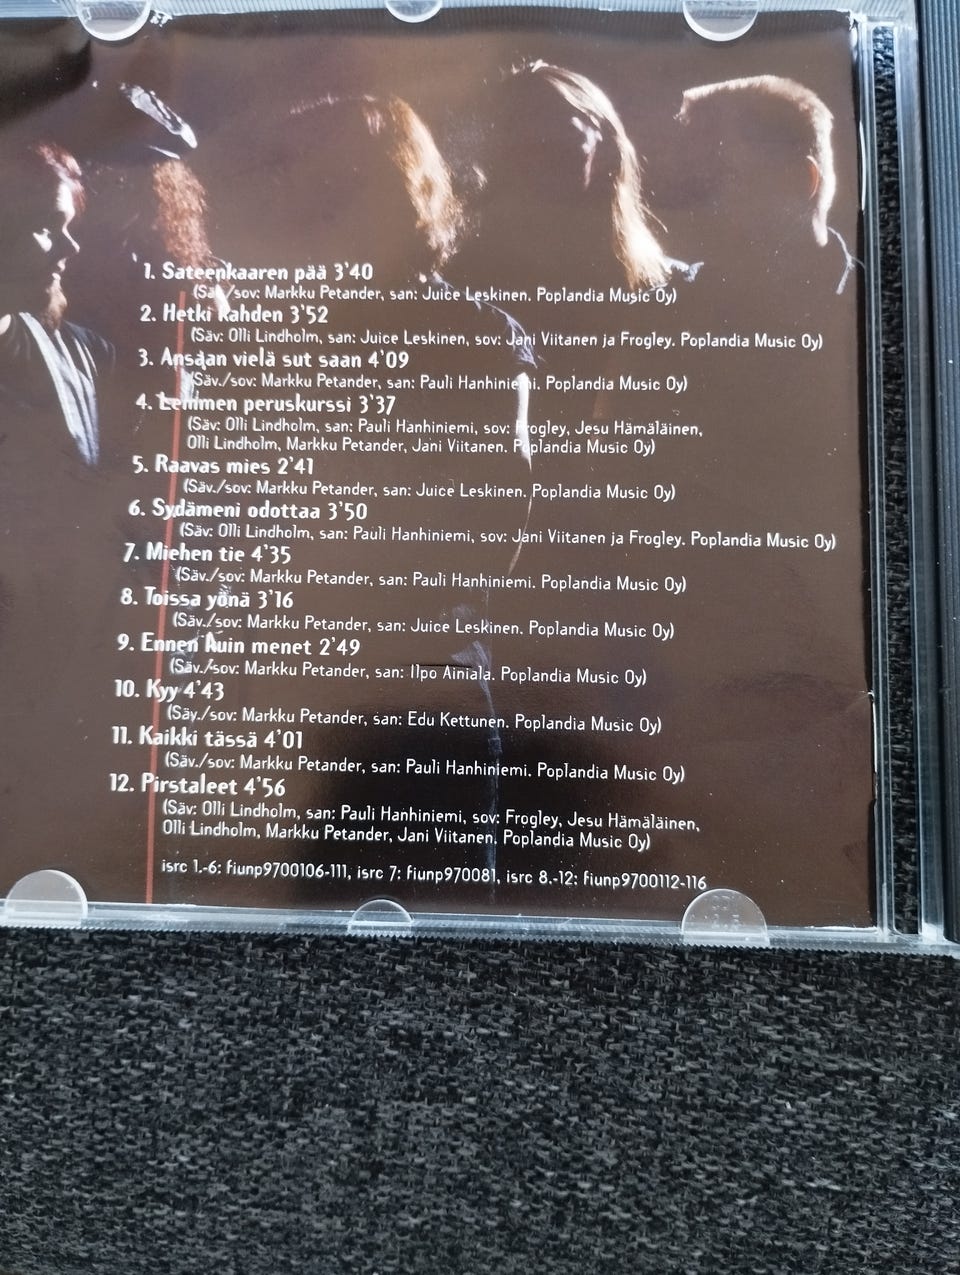 1. Sateenkaaren pää 3'40
(Säv./sov: Markku Petander, san: Juice Leskinen. Poplandia Music Oy)
2. Hetki kahden 3'52
(Säv: Olli Lindholm, san: Juice Leskinen, sov: Jani Viitanen ja Frogley. Poplandia Music Oy)
3. Ansaan vielä sut saan 4'09
(Säv./sov: Markku Petander, san: Pauli Hanhiniemi. Poplandia Music Oy)
4. Lemmen peruskurssi 3'37
(Säv: Olli Lindholm, san: Pauli Hanhiniemi, sov: Frogley, Jesu Hämäläinen,
Olli Lindholm, Markku Petander, Jani Viitanen. Poplandia Music Oy)
5. Raavas mies 2'41
(Säv./sov: Markku Petander, san: Juice Leskinen. Poplandia Music Oy)
6. Sydämeni odottaa 3'50
(Säv: Olli Lindholm, san: Pauli Hanhiniemi, sov: Jani Viitanen ja Frogley. Poplandia Music Oy)
7. Miehen tie 4'35
(Säv./sov: Markku Petander, san: Pauli Hanhiniemi. Poplandia Music Oy)
8. Toissa yönä 3'16
(Säv./sov: Markku Petander, san: Juice Leskinen. Poplandia Music Oy)
9. Ennen kuin menet 2'49
(Säv./sov: Markku Petander, san: Ilpo Ainiala. Poplandia Music Oy)
10. Kyy 4'43
(Säv./sov: Markku Petander, san: Edu Kettunen. Poplandia Music Oy)
11. Kaikki tässä 4'01
(Säv./sov: Markku Petander, san: Pauli Hanhiniemi. Poplandia Music Oy)
12. Pirstaleet 4'56
(Säv: Olli Lindholm, san: Pauli Hanhiniemi, sov: Frogley, Jesu Hämäläinen,
Olli Lindholm, Markku Petander, Jani Viitanen. Poplandia Music Oy)
isrc 1.-6: fiunp9700106-111, isrc 7: fiunp970081, isrc 8.-12: fiunp9700112-116